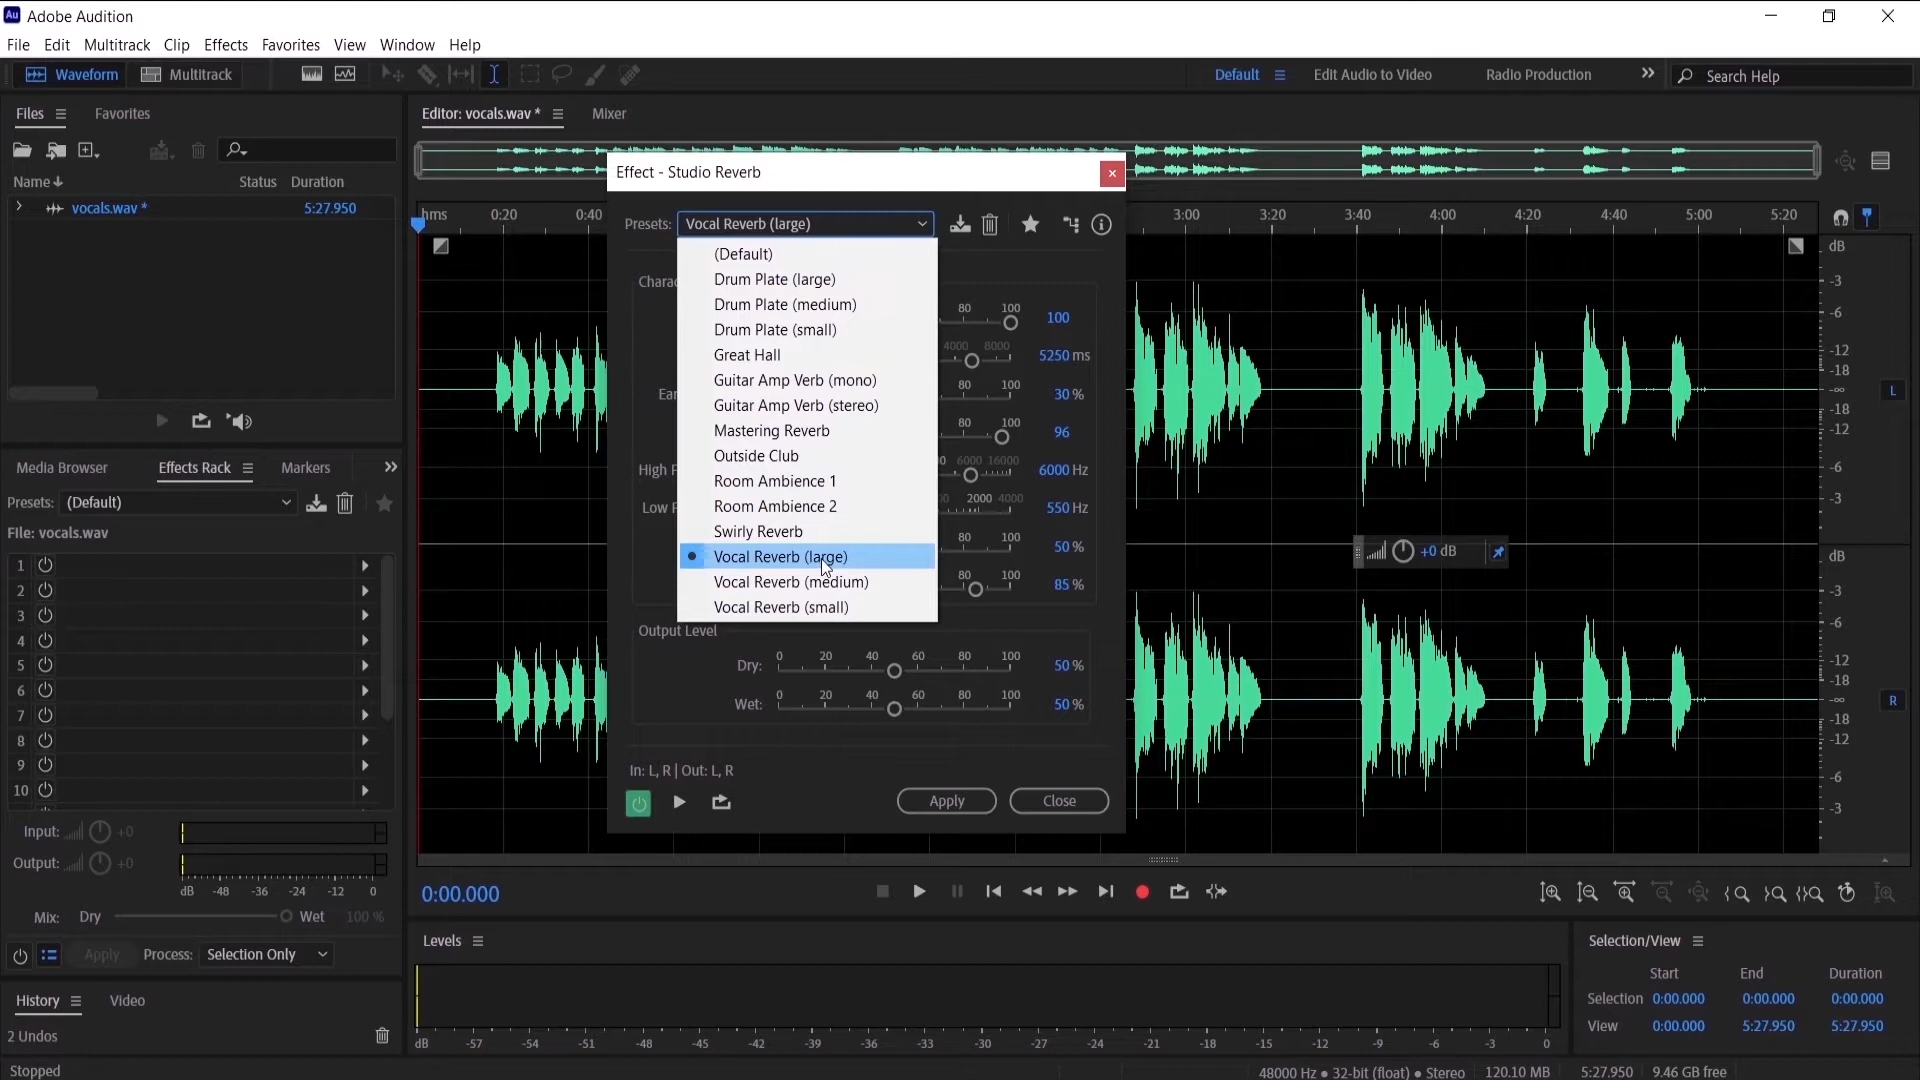 Au Adobe Audition
File Edit Multitrack Clip Effects Favorites View Window Help
Waveform Multitrack Default Edit Audio to Video Radio Production Search Help
Files Favorites
Name Status Duration
vocals.wav * 5:27.950
Editor: vocals.wav * Mixer
hms 0:20 0:40 3:00 3:20 3:40 4:00 4:20 4:40 5:00 5:20
Effect - Studio Reverb
Presets: Vocal Reverb (large)
(Default)
Drum Plate (large)
Drum Plate (medium)
Drum Plate (small)
Great Hall
Guitar Amp Verb (mono)
Guitar Amp Verb (stereo)
Mastering Reverb
Outside Club
Room Ambience 1
Room Ambience 2
Swirly Reverb
Vocal Reverb (large)
Vocal Reverb (medium)
Vocal Reverb (small)
80 100 100
4000 8000 5250 ms
80 100 30 %
80 100 96
6000 16000 6000 Hz
2000 4000 550 Hz
80 100 50 %
80 100 85 %
Output Level
Dry: 0 20 40 60 80 100 50 %
Wet: 0 20 40 60 80 100 50 %
In: L, R | Out: L, R
Apply Close
dB
-3
-6
-12
-18
-∞
-18
-12
-6
-3
L
+0 dB
dB
-3
-6
-12
-18
-∞
-18
-12
-6
-3
R
Media Browser Effects Rack Markers
Presets: (Default)
File: vocals.wav
1
2
3
4
5
6
7
8
9
10
Input: +0
Output: +0
dB -48 -36 -24 -12 0
Mix: Dry Wet 100 %
Apply Process: Selection Only
History Video
2 Undos
Stopped
0:00.000
Levels
dB -57 -54 -51 -48 -45 -42 -39 -36 -33 -30 -27 -24 -21 -18 -15 -12 -9 -6 -3 0
Selection/View
Start End Duration
Selection 0:00.000 0:00.000 0:00.000
View 0:00.000 5:27.950 5:27.950
48000 Hz ● 32-bit (float) ● Stereo 120.10 MB 5:27.950 9.46 GB free